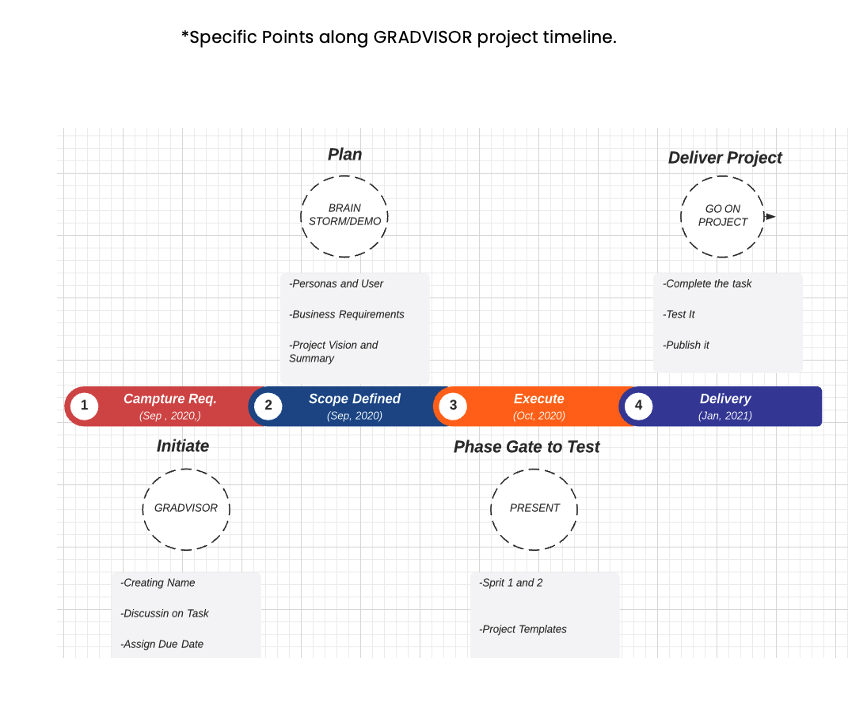 *Specific Points along GRADVISOR project timeline.
Plan
Deliver Project
BRAIN
STORM/DEMO
GO ON
PROJECT
-Personas and User
-Business Requirements
-Project Vision and
Summary
-Complete the task
-Test It
-Publish it
1
Campture Req.
(Sep , 2020,)
2
Scope Defined
(Sep, 2020)
3
Execute
(Oct, 2020)
4
Delivery
(Jan, 2021)
Initiate
Phase Gate to Test
GRADVISOR
PRESENT
-Creating Name
-Discussin on Task
-Assign Due Date
-Sprit 1 and 2
-Project Templates